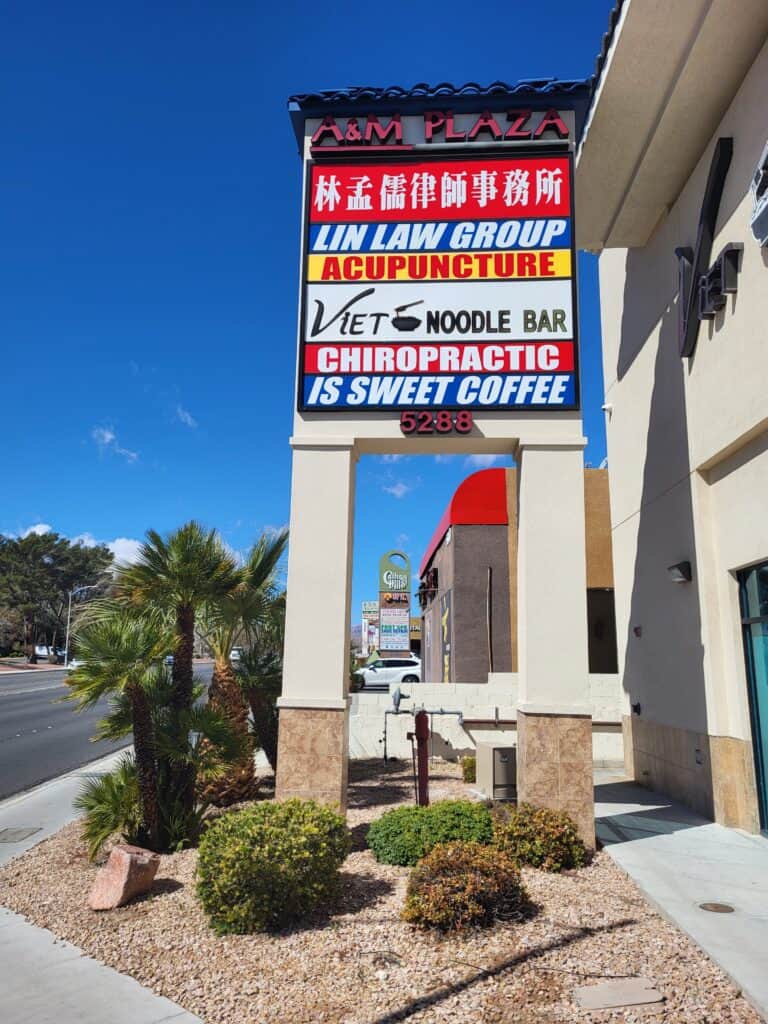 A&M PLAZA
林孟儒律師事務所
LIN LAW GROUP
ACUPUNCTURE
VIET NOODLE BAR
CHIROPRACTIC
IS SWEET COFFEE
5288